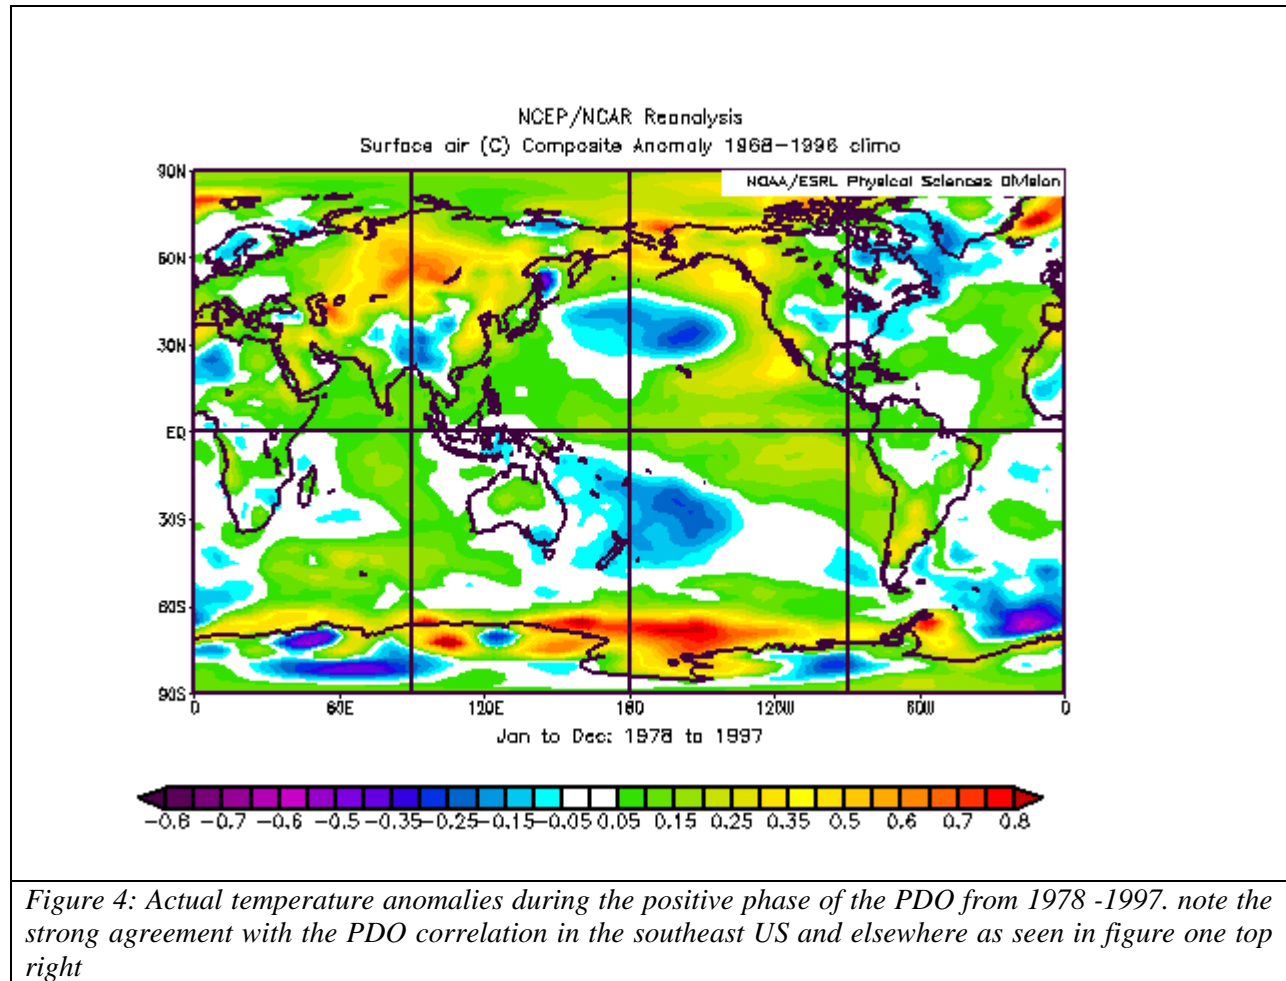 NCEP/NCAR Reanalysis
Surface air (C) Composite Anomaly 1968-1996 climo
NOAA/ESRL Physical Sciences Division
90N
60N
30N
EQ
30S
60S
90S
0 60E 120E 180 120W 60W 0
Jan to Dec: 1978 to 1997
-0.8 -0.7 -0.6 -0.5 -0.35 -0.25 -0.15 -0.05 0.05 0.15 0.25 0.35 0.5 0.6 0.7 0.8
Figure 4: Actual temperature anomalies during the positive phase of the PDO from 1978 -1997. note the
strong agreement with the PDO correlation in the southeast US and elsewhere as seen in figure one top
right